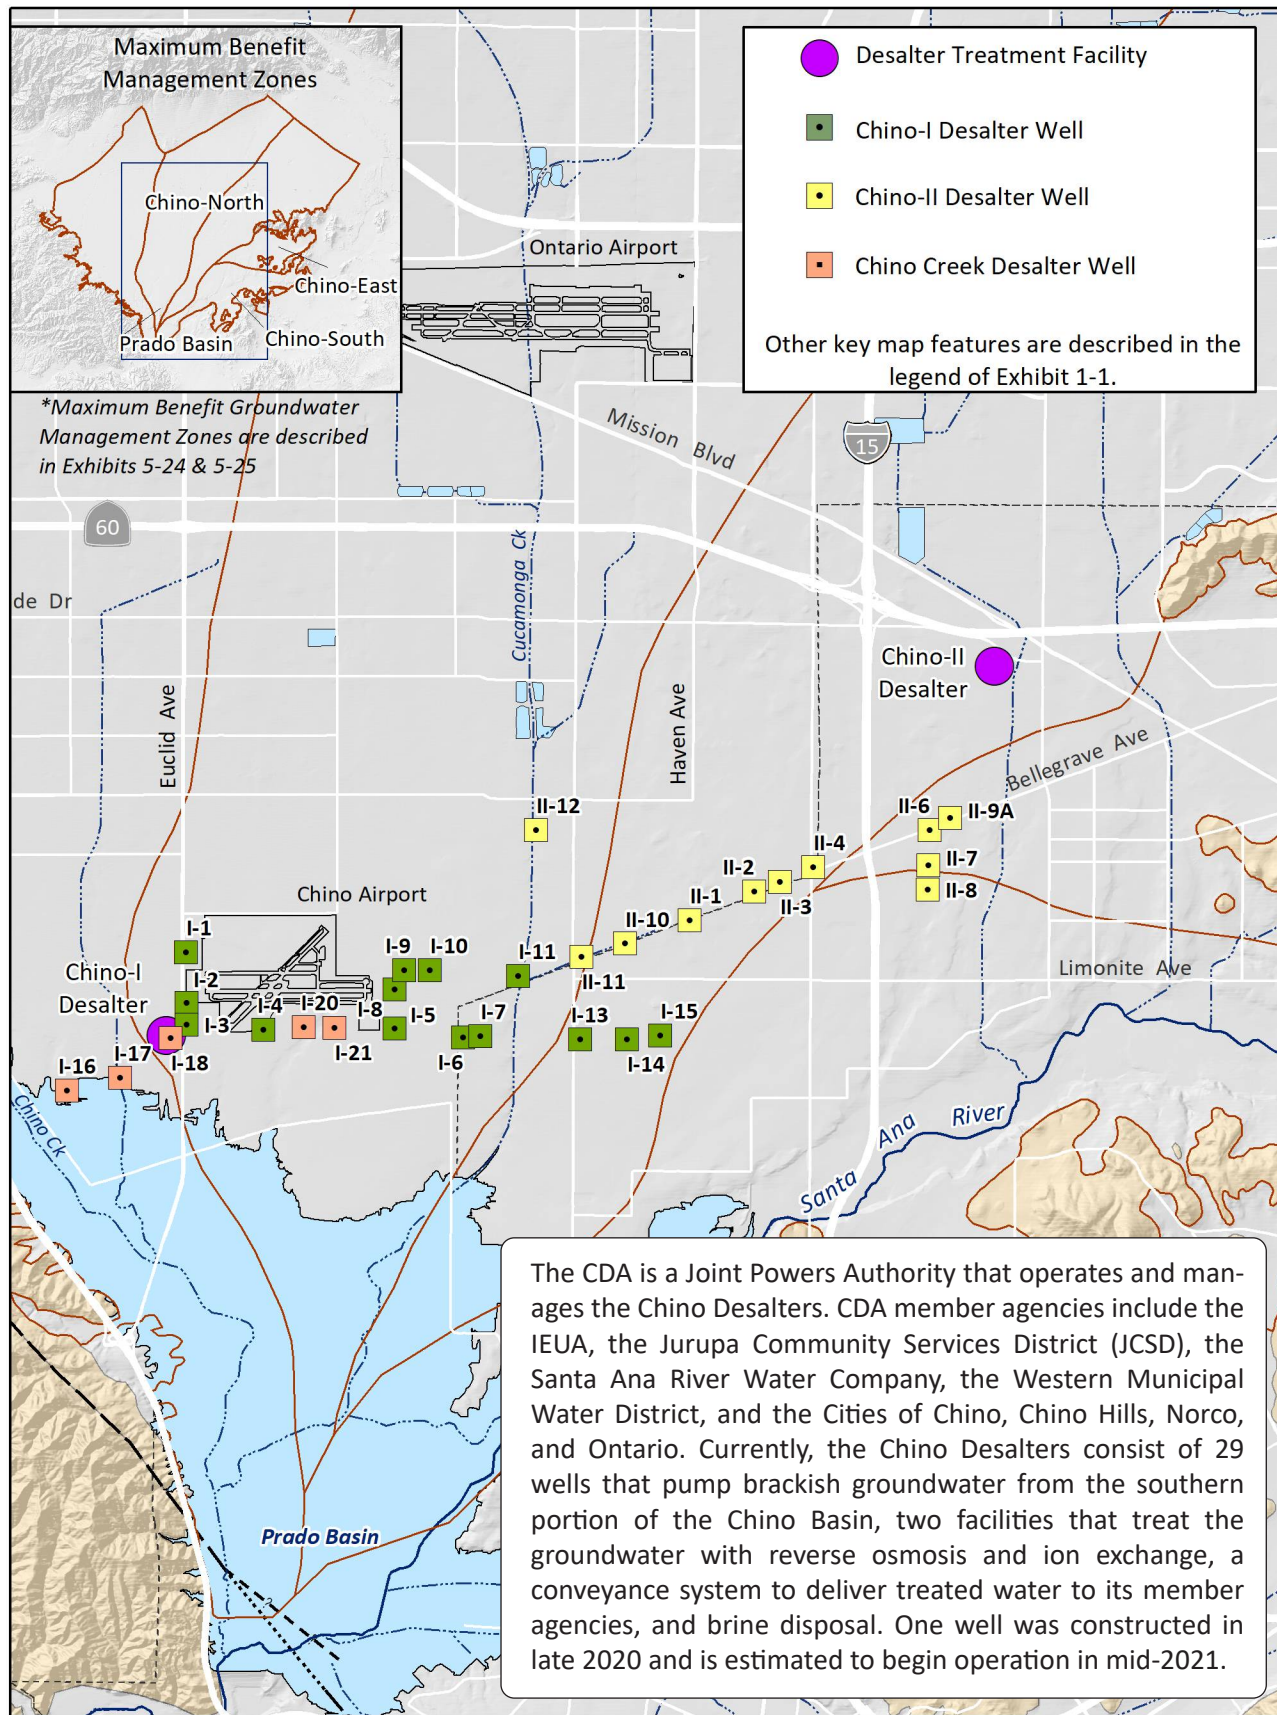 Maximum Benefit
Management Zones
Chino-North
Chino-East
Prado Basin
Chino-South
*Maximum Benefit Groundwater
Management Zones are described
in Exhibits 5-24 & 5-25
Desalter Treatment Facility
Chino-I Desalter Well
Chino-II Desalter Well
Chino Creek Desalter Well
Other key map features are described in the
legend of Exhibit 1-1.
Ontario Airport
Mission Blvd
15
60
Cucamonga Ck
de Dr
Chino-II
Desalter
Euclid Ave
Haven Ave
Bellegrave Ave
II-12
II-6
II-9A
II-4
II-7
II-2
II-8
II-3
II-1
Chino Airport
II-10
I-1
I-9
I-10
I-11
II-11
Limonite Ave
Chino-I
Desalter
I-2
I-4
I-20
I-8
I-5
I-7
I-13
I-15
I-3
I-17
I-18
I-21
I-6
I-14
I-16
Chino Ck
Santa Ana River
Prado Basin
?
The CDA is a Joint Powers Authority that operates and man-
ages the Chino Desalters. CDA member agencies include the
IEUA, the Jurupa Community Services District (JCSD), the
Santa Ana River Water Company, the Western Municipal
Water District, and the Cities of Chino, Chino Hills, Norco,
and Ontario. Currently, the Chino Desalters consist of 29
wells that pump brackish groundwater from the southern
portion of the Chino Basin, two facilities that treat the
groundwater with reverse osmosis and ion exchange, a
conveyance system to deliver treated water to its member
agencies, and brine disposal. One well was constructed in
late 2020 and is estimated to begin operation in mid-2021.